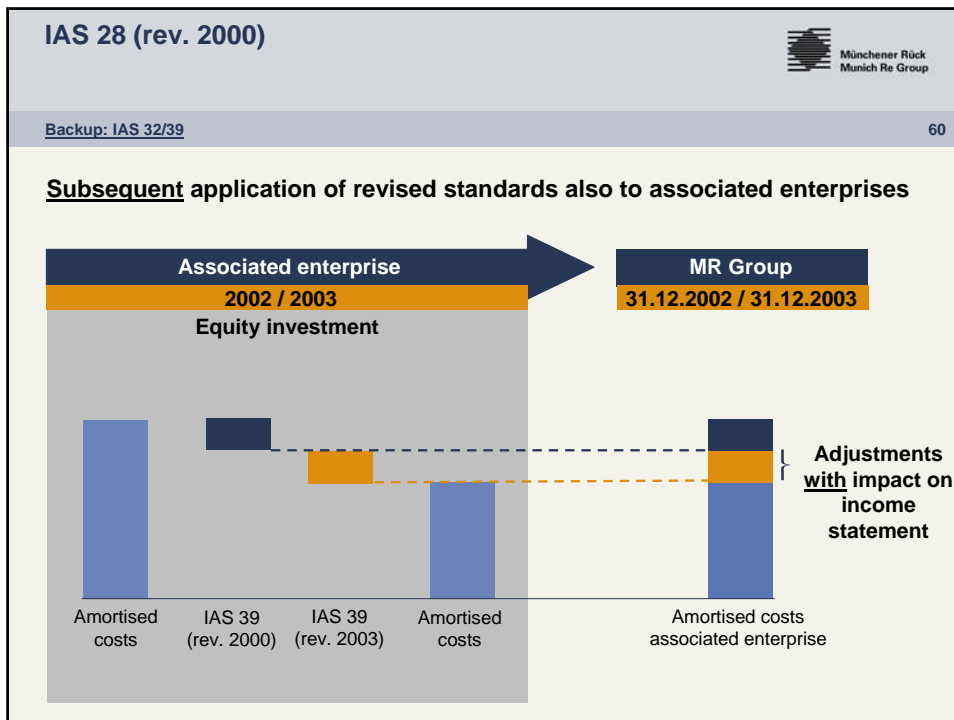 IAS 28 (rev. 2000)
Münchener Rück
Munich Re Group
Backup: IAS 32/39
60
Subsequent application of revised standards also to associated enterprises
Associated enterprise
MR Group
2002 / 2003
31.12.2002 / 31.12.2003
Equity investment
Adjustments
with impact on
income
statement
Amortised
costs
IAS 39
(rev. 2000)
IAS 39
(rev. 2003)
Amortised
costs
Amortised costs
associated enterprise